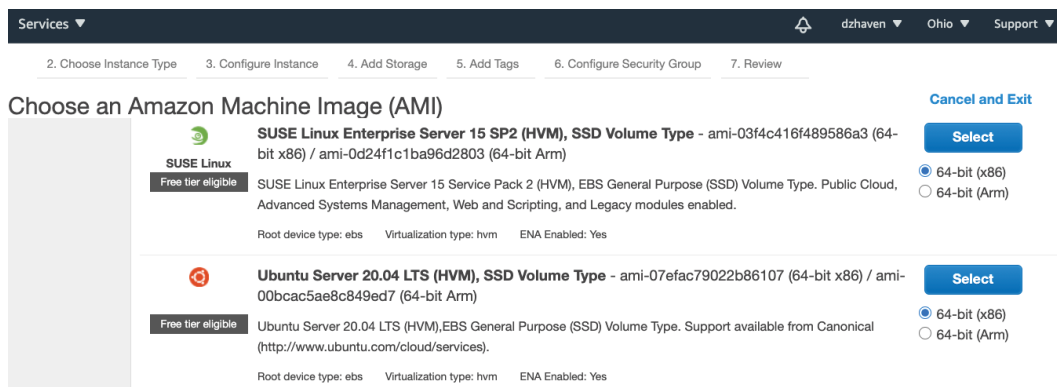 Services ▼ dzhaven ▼ Ohio ▼ Support ▼
2. Choose Instance Type 3. Configure Instance 4. Add Storage 5. Add Tags 6. Configure Security Group 7. Review
Choose an Amazon Machine Image (AMI) Cancel and Exit
SUSE Linux
Free tier eligible
SUSE Linux Enterprise Server 15 SP2 (HVM), SSD Volume Type - ami-03f4c416f489586a3 (64-
bit x86) / ami-0d24f1c1ba96d2803 (64-bit Arm)
SUSE Linux Enterprise Server 15 Service Pack 2 (HVM), EBS General Purpose (SSD) Volume Type. Public Cloud,
Advanced Systems Management, Web and Scripting, and Legacy modules enabled.
Root device type: ebs Virtualization type: hvm ENA Enabled: Yes
Select
64-bit (x86)
64-bit (Arm)
Free tier eligible
Ubuntu Server 20.04 LTS (HVM), SSD Volume Type - ami-07efac79022b86107 (64-bit x86) / ami-
00bcac5ae8c849ed7 (64-bit Arm)
Ubuntu Server 20.04 LTS (HVM),EBS General Purpose (SSD) Volume Type. Support available from Canonical
(http://www.ubuntu.com/cloud/services).
Root device type: ebs Virtualization type: hvm ENA Enabled: Yes
Select
64-bit (x86)
64-bit (Arm)